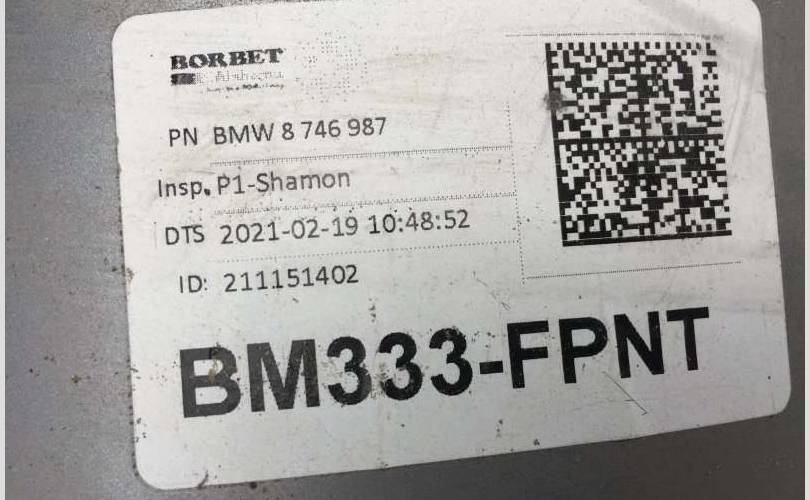 BORBET
PN BMW 8 746 987
Insp. P1-Shamon
DTS 2021-02-19 10:48:52
ID: 211151402
BM333-FPNT